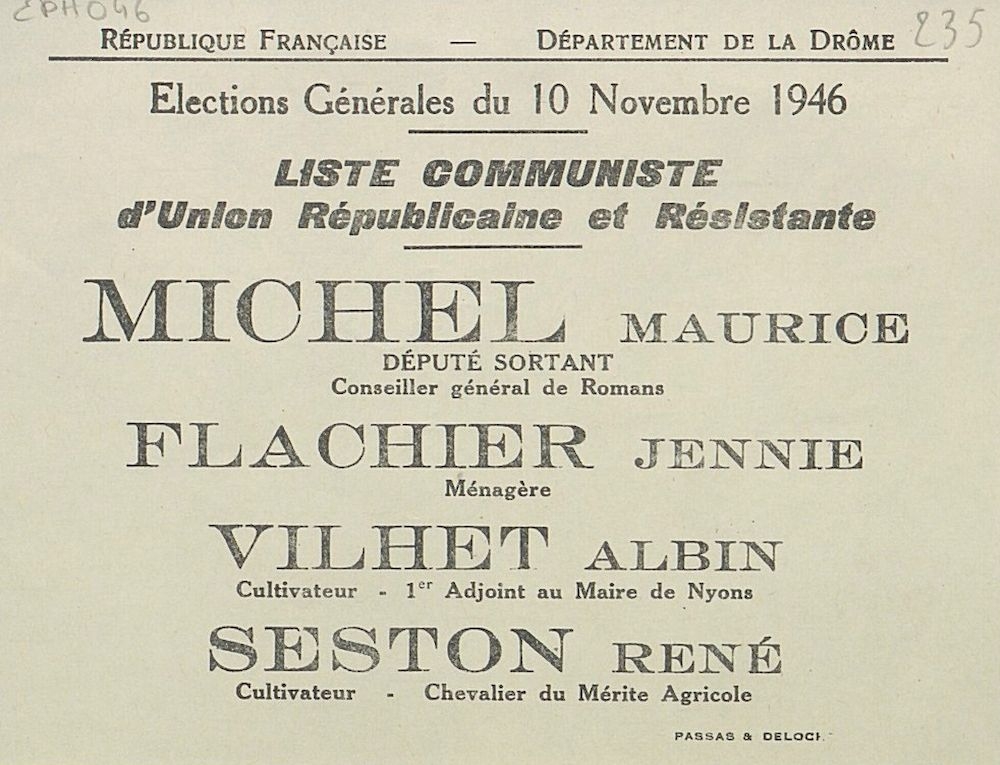 EPH046
235
RÉPUBLIQUE FRANÇAISE — DÉPARTEMENT DE LA DRÔME
Elections Générales du 10 Novembre 1946
LISTE COMMUNISTE
d'Union Républicaine et Résistante
MICHEL MAURICE
DÉPUTÉ SORTANT
Conseiller général de Romans
FLACHIER JENNIE
Ménagère
VILHET ALBIN
Cultivateur - 1er Adjoint au Maire de Nyons
SESTON RENÉ
Cultivateur - Chevalier du Mérite Agricole
PASSAS &